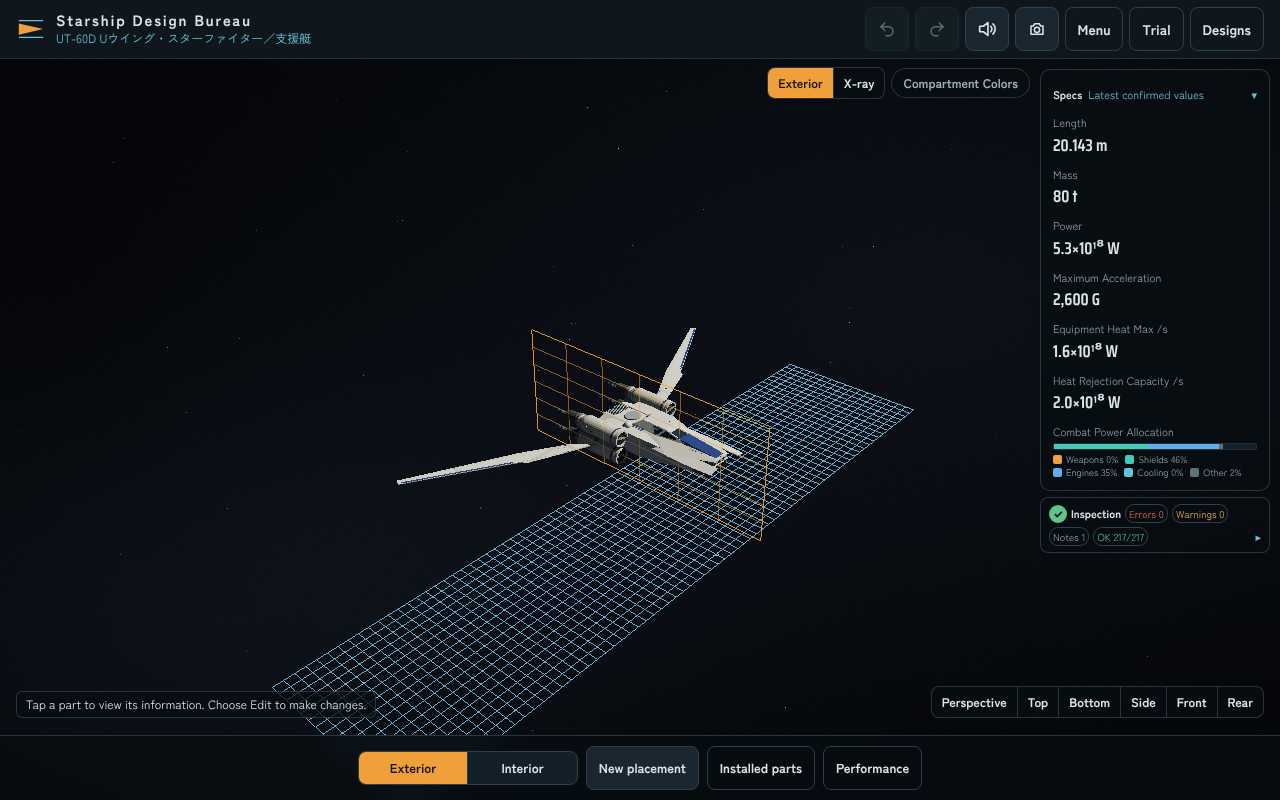 Starship Design Bureau
UT-60D Uウイング・スターファイター／支援艇
Menu
Trial
Designs
Exterior
X-ray
Compartment Colors
Specs Latest confirmed values
Length
20.143 m
Mass
80 t
Power
5.3×10¹⁸ W
Maximum Acceleration
2,600 G
Equipment Heat Max /s
1.6×10¹⁸ W
Heat Rejection Capacity /s
2.0×10¹⁸ W
Combat Power Allocation
Weapons 0% Shields 46%
Engines 35% Cooling 0% Other 2%
Inspection Errors 0 Warnings 0
Notes 1 OK 217/217
Tap a part to view its information. Choose Edit to make changes.
Perspective Top Bottom Side Front Rear
Exterior Interior New placement Installed parts Performance